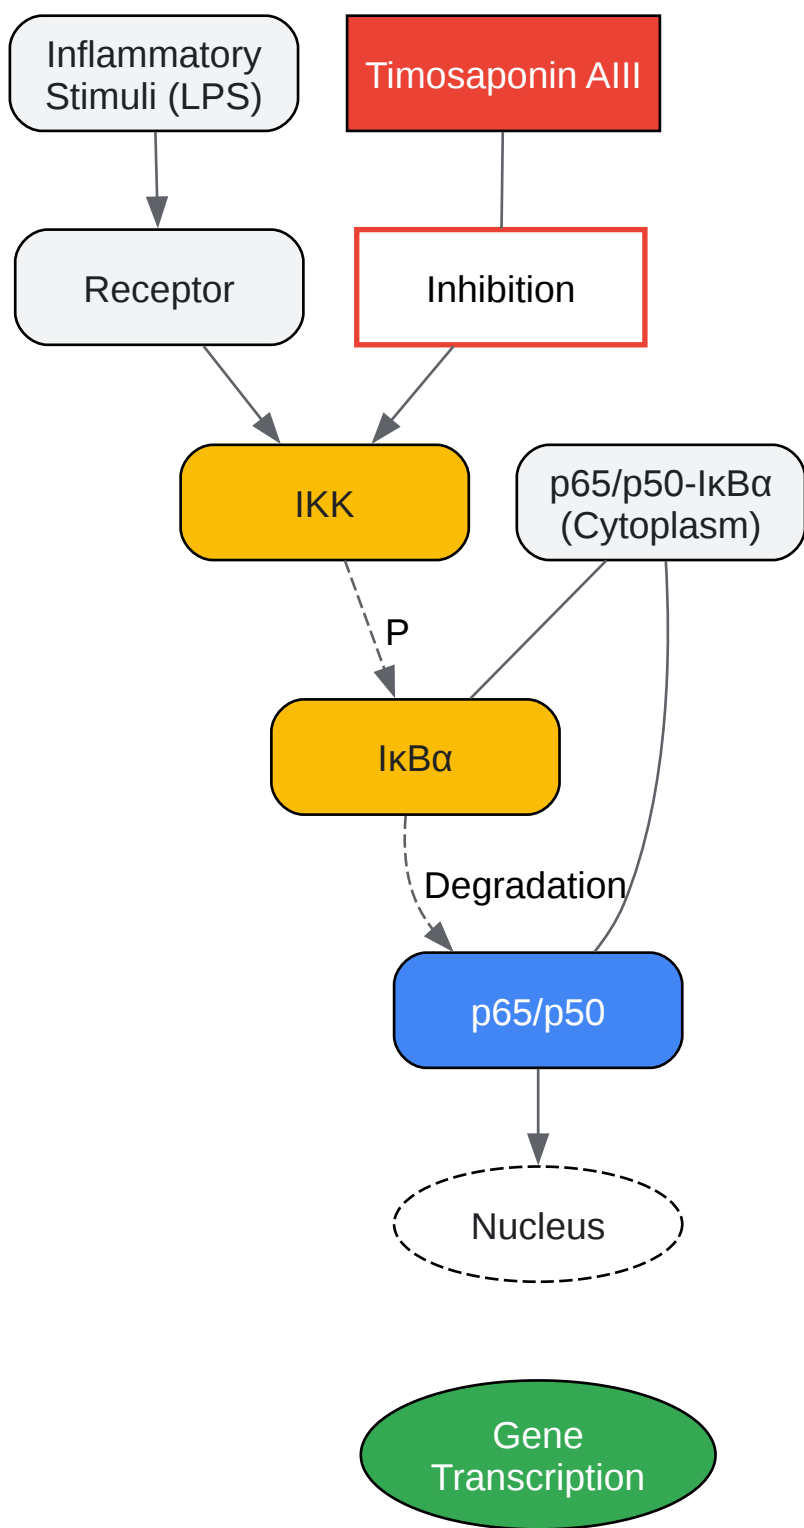 Inflammatory
Stimuli (LPS)
Timosaponin AIII
Receptor
Inhibition
IKK
p65/p50-IκBα
(Cytoplasm)
P
IκBα
Degradation
p65/p50
Nucleus
Gene
Transcription